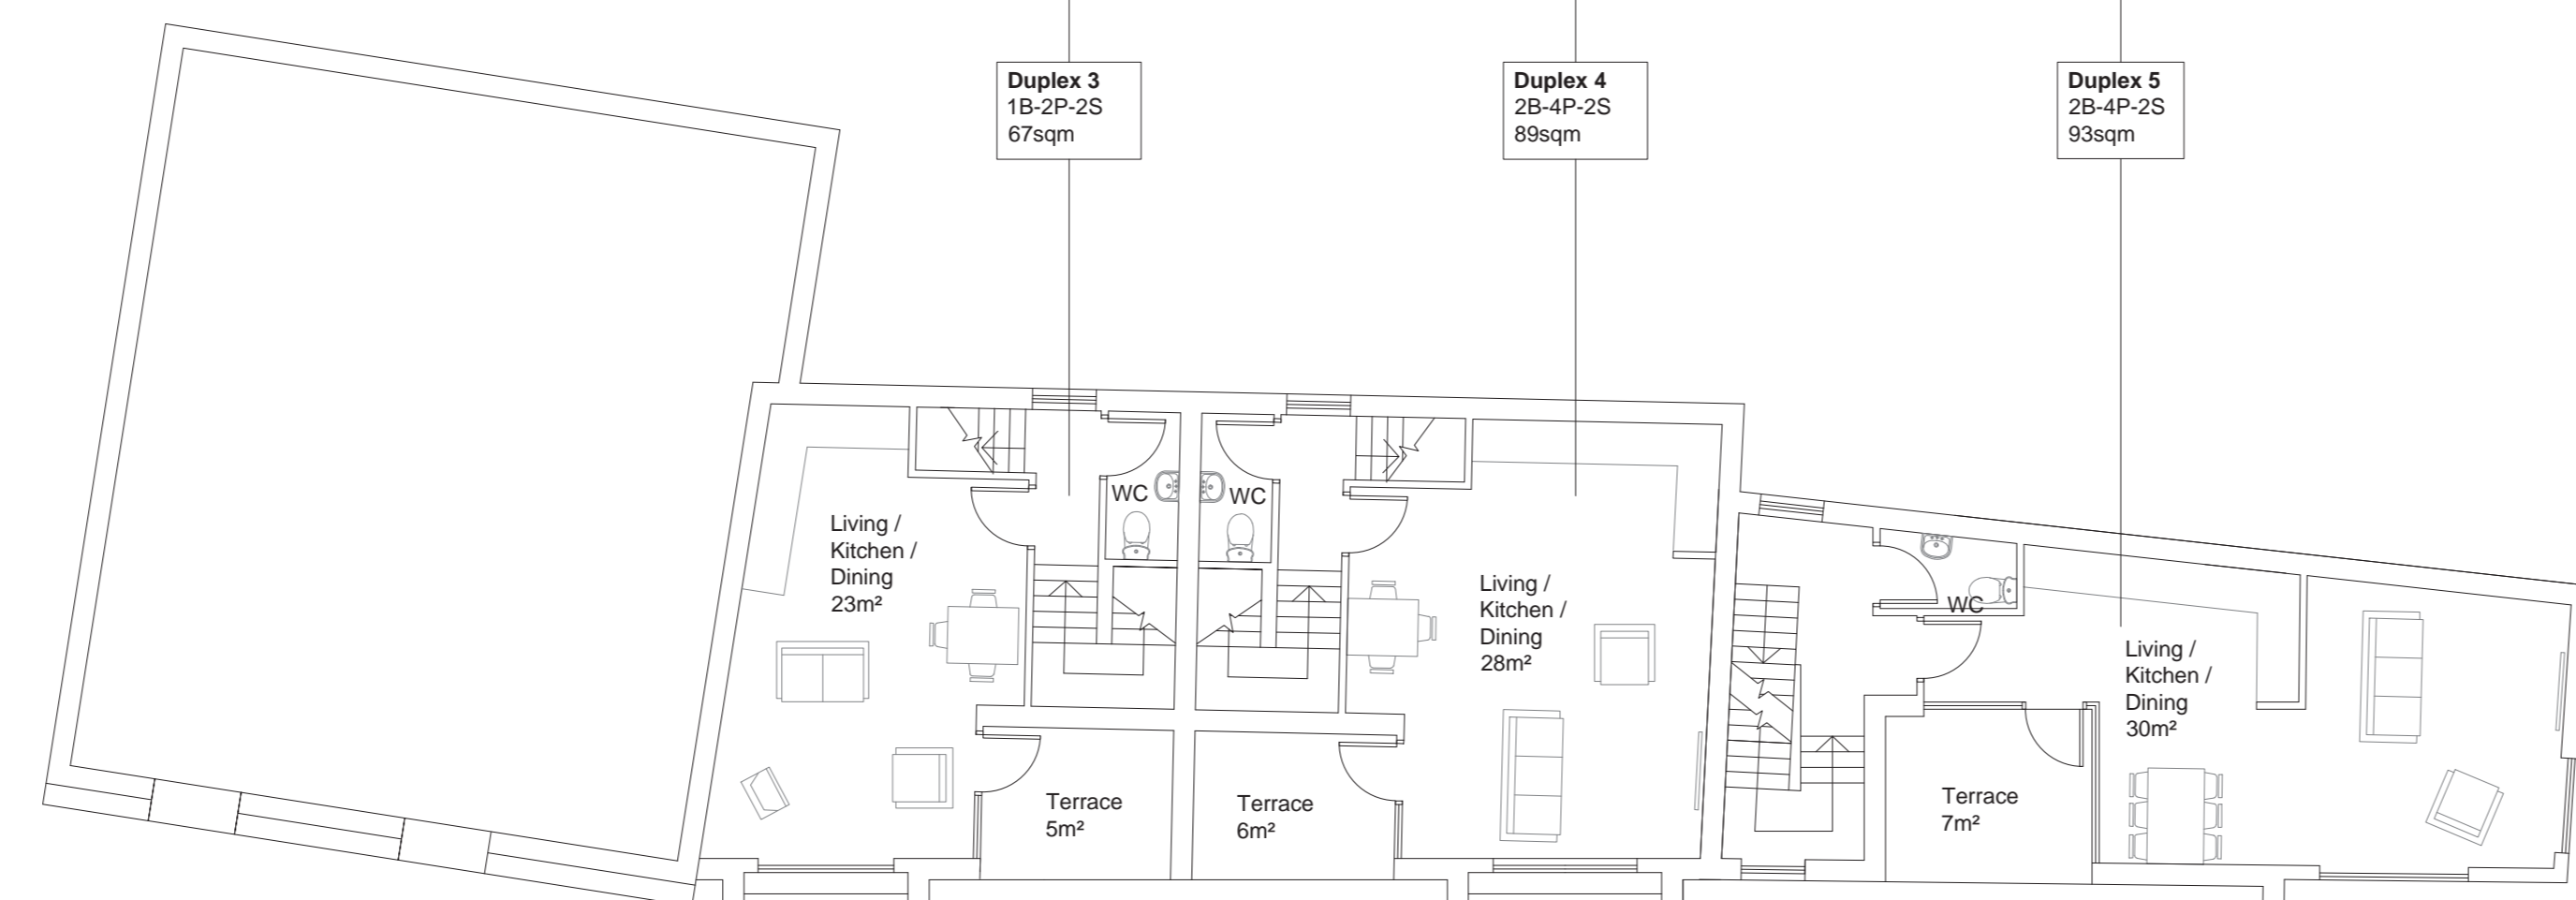 Duplex 3
1B-2P-2S
67sqm
Duplex 4
2B-4P-2S
89sqm
Duplex 5
2B-4P-2S
93sqm
Living /
Kitchen /
Dining
23m²
WC
WC
Living /
Kitchen /
Dining
28m²
WC
Living /
Kitchen /
Dining
30m²
Terrace
5m²
Terrace
6m²
Terrace
7m²